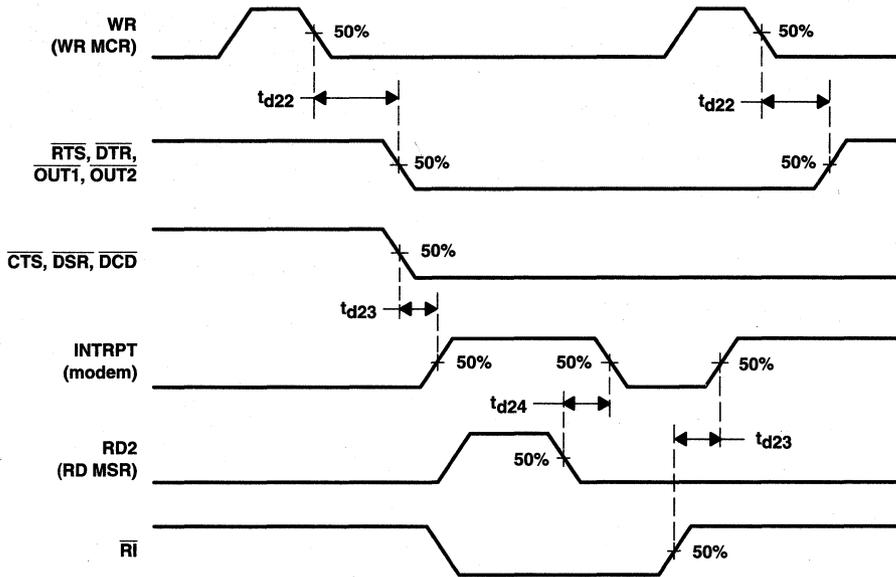 WR
(WR MCR)
50%
50%
td22
td22
RTS, DTR,
OUT1, OUT2
50%
50%
CTS, DSR, DCD
50%
td23
INTRPT
(modem)
50%
50%
50%
td24
td23
RD2
(RD MSR)
50%
RI
50%